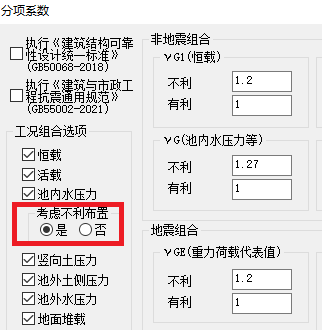 分项系数
执行《建筑结构可靠
性设计统一标准》
(GB50068-2018)
执行《建筑与市政工
程抗震通用规范》
(GB55002-2021)
工况组合选项
恒载
活载
池内水压力
考虑不利布置
是 否
竖向土压力
池外土侧压力
池外水压力
地面堆载
非地震组合
γG1(恒载)
不利 1.2
有利 1
γG(池内水压力等)
不利 1.27
有利 1
地震组合
γGE(重力荷载代表值)
不利 1.2
有利 1